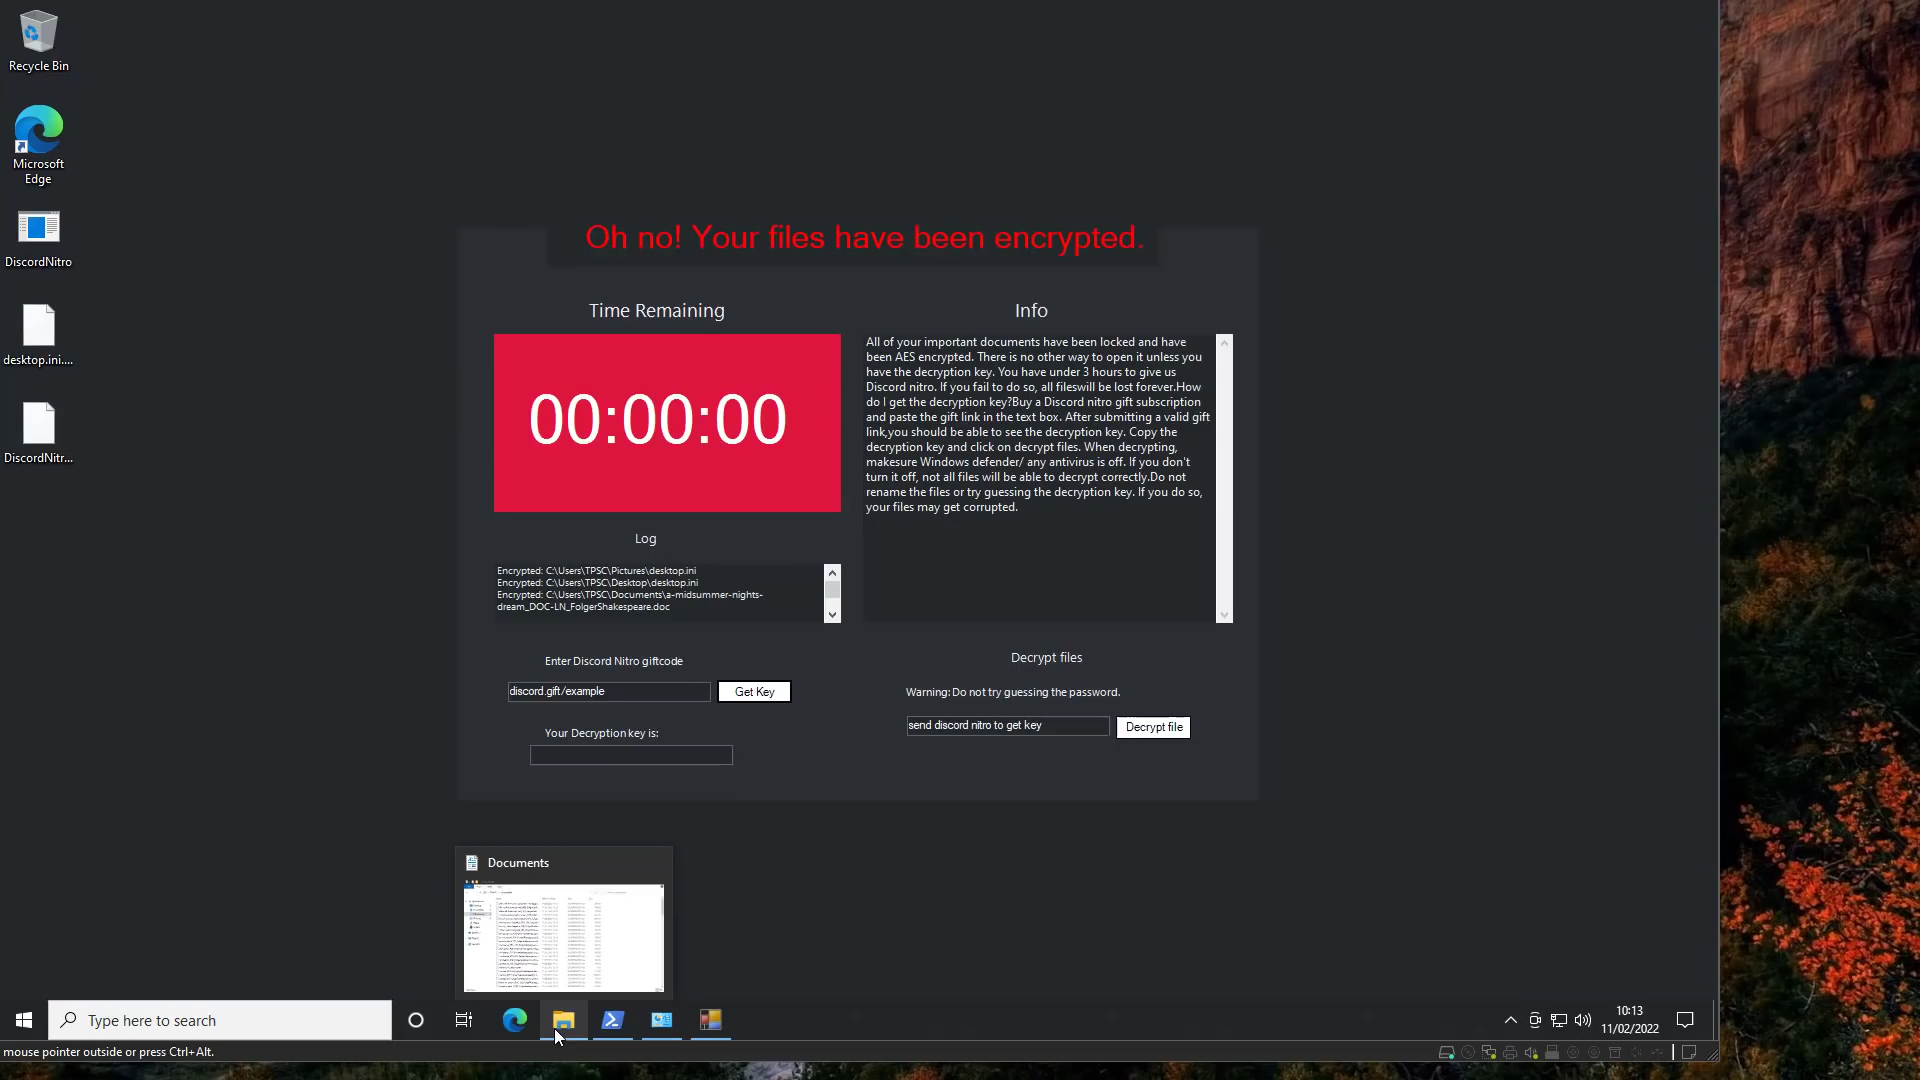 Recycle Bin
Microsoft
Edge
DiscordNitro
desktop.ini....
DiscordNitr...
Oh no! Your files have been encrypted.
Time Remaining
00:00:00
Log
Encrypted: C:\Users\TPSC\Pictures\desktop.ini
Encrypted: C:\Users\TPSC\Desktop\desktop.ini
Encrypted: C:\Users\TPSC\Documents\a-midsummer-nights-
dream_DOC-LN_FolgerShakespeare.doc
Enter Discord Nitro giftcode
discord.gift/example
Get Key
Your Decryption key is:
Info
All of your important documents have been locked and have
been AES encrypted. There is no other way to open it unless you
have the decryption key. You have under 3 hours to give us
Discord nitro. If you fail to do so, all fileswill be lost forever.How
do I get the decryption key?Buy a Discord nitro gift subscription
and paste the gift link in the text box. After submitting a valid gift
link,you should be able to see the decryption key. Copy the
decryption key and click on decrypt files. When decrypting,
makesure Windows defender/ any antivirus is off. If you don't
turn it off, not all files will be able to decrypt correctly.Do not
rename the files or try guessing the decryption key. If you do so,
your files may get corrupted.
Decrypt files
Warning: Do not try guessing the password.
send discord nitro to get key
Decrypt file
Documents
Type here to search
10:13
11/02/2022
mouse pointer outside or press Ctrl+Alt.